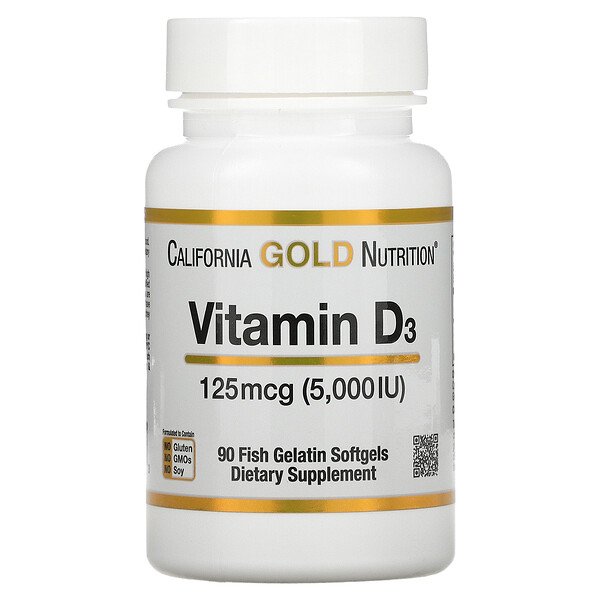 CALIFORNIA GOLD NUTRITION®
Vitamin D3
125mcg (5,000IU)
Formulated to Contain
NO Gluten
NO GMOs
NO Soy
90 Fish Gelatin Softgels
Dietary Supplement